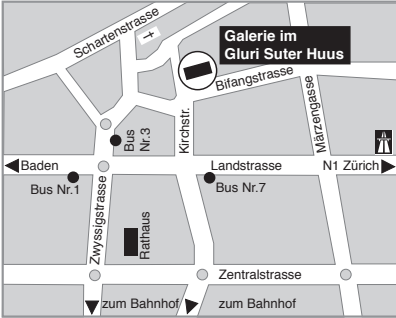 Schartenstrasse
Galerie im
Gluri Suter Huus
Bifangstrasse
Kirchstr.
Märzengasse
Bus
Nr.3
Baden
Landstrasse
N1 Zürich
Bus Nr.1
Bus Nr.7
Zwyssigstrasse
Rathaus
Zentralstrasse
zum Bahnhof
zum Bahnhof